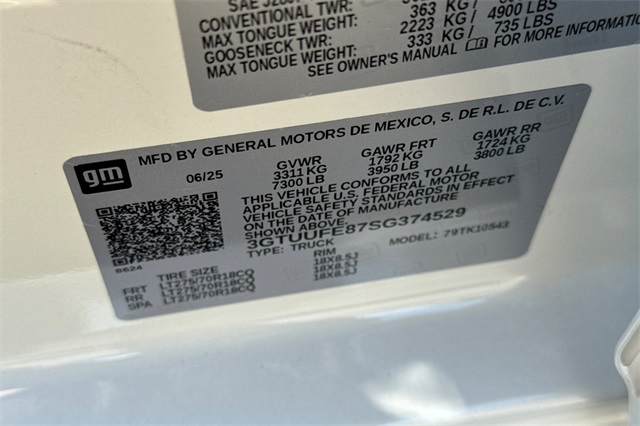 CONVENTIONAL TWR: 363 KG / 4900 LBS
MAX TONGUE WEIGHT: 2223 KG / 735 LBS
GOOSENECK TWR: 333 KG /
MAX TONGUE WEIGHT:
SEE OWNER'S MANUAL FOR MORE INFORMATION
gm
MFD BY GENERAL MOTORS DE MEXICO, S. DE R.L. DE C.V.
06/25 GVWR GAWR FRT GAWR RR
3311 KG 1792 KG 1724 KG
7300 LB 3950 LB 3800 LB
THIS VEHICLE CONFORMS TO ALL
APPLICABLE U.S. FEDERAL MOTOR
VEHICLE SAFETY STANDARDS IN EFFECT
ON THE DATE OF MANUFACTURE
3GTUUFE87SG374529
TYPE: TRUCK MODEL: 79TK10543
6624
TIRE SIZE RIM
FRT LT275/70R18CQ 18X8.5J
RR LT275/70R18CQ 18X8.5J
SPA LT275/70R18CQ 18X8.5J